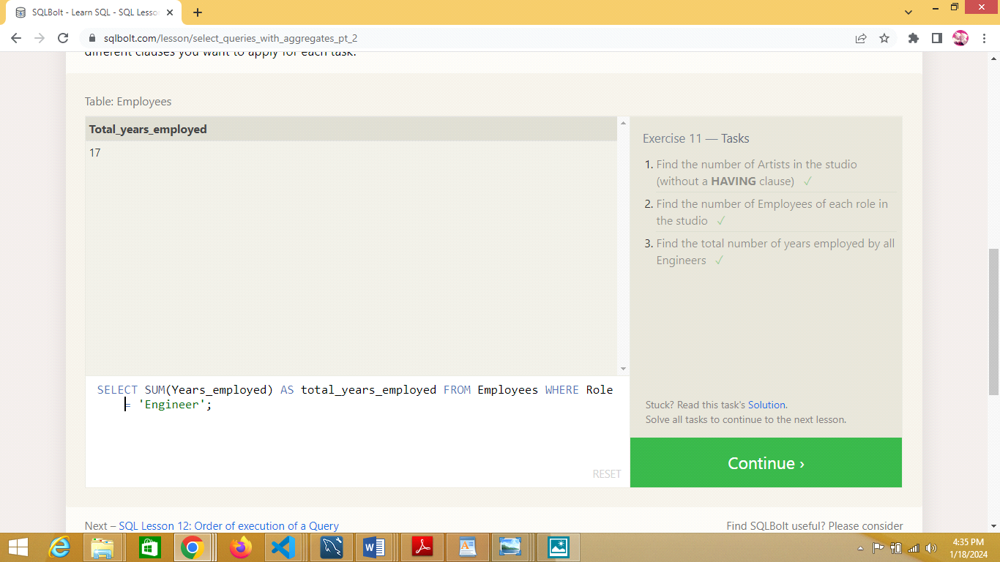 SQLBolt - Learn SQL - SQL Lesson
sqlbolt.com/lesson/select_queries_with_aggregates_pt_2
different clauses you want to apply for each task.
Table: Employees
Total_years_employed
17
SELECT SUM(Years_employed) AS total_years_employed FROM Employees WHERE Role
= 'Engineer';
RESET
Exercise 11 — Tasks
1. Find the number of Artists in the studio
(without a HAVING clause) ✓
2. Find the number of Employees of each role in
the studio ✓
3. Find the total number of years employed by all
Engineers ✓
Stuck? Read this task's Solution.
Solve all tasks to continue to the next lesson.
Continue ›
Next – SQL Lesson 12: Order of execution of a Query
Find SQLBolt useful? Please consider
4:35 PM
1/18/2024